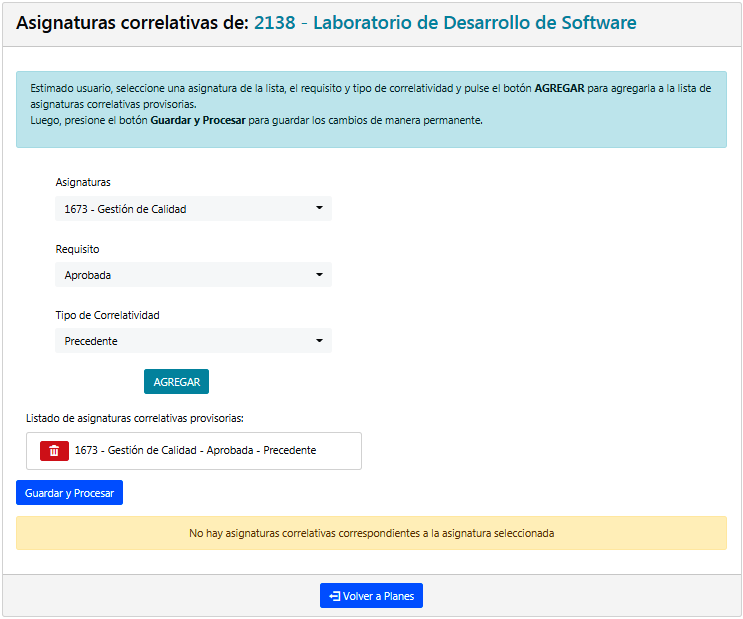 Asignaturas correlativas de: 2138 - Laboratorio de Desarrollo de Software
Estimado usuario, seleccione una asignatura de la lista, el requisito y tipo de correlatividad y pulse el botón AGREGAR para agregarla a la lista de
asignaturas correlativas provisorias.
Luego, presione el botón Guardar y Procesar para guardar los cambios de manera permanente.
Asignaturas
1673 - Gestión de Calidad
Requisito
Aprobada
Tipo de Correlatividad
Precedente
AGREGAR
Listado de asignaturas correlativas provisorias:
1673 - Gestión de Calidad - Aprobada - Precedente
Guardar y Procesar
No hay asignaturas correlativas correspondientes a la asignatura seleccionada
Volver a Planes